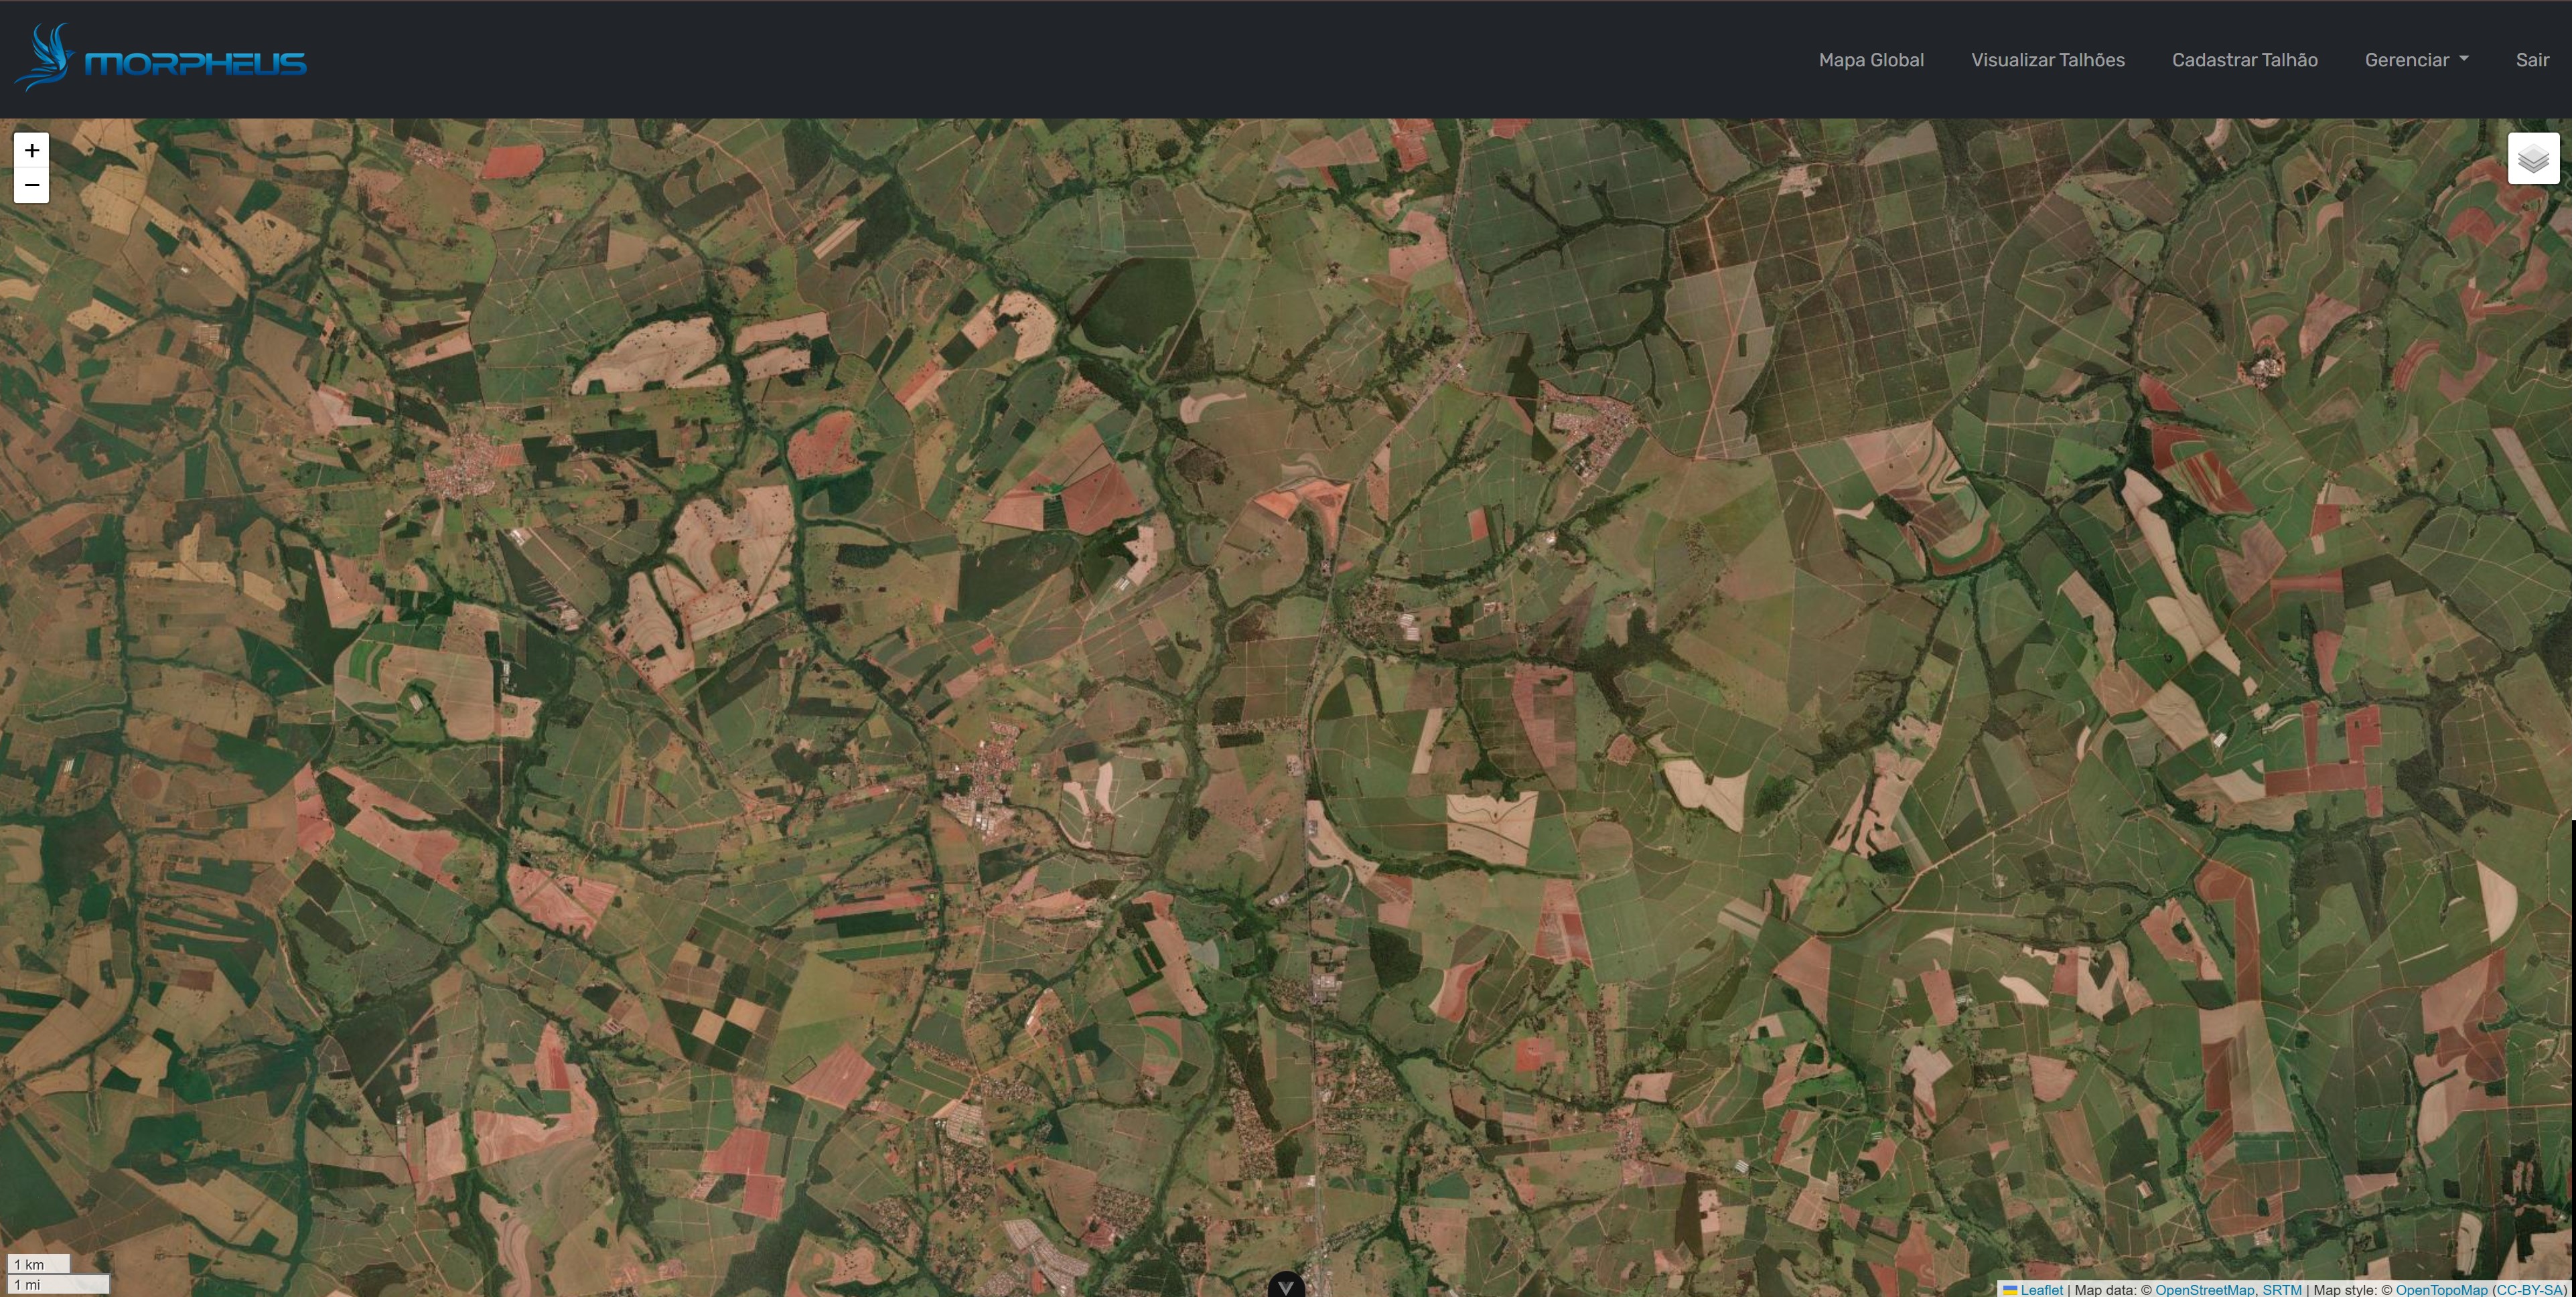 MORPHEUS
Mapa Global
Visualizar Talhões
Cadastrar Talhão
Gerenciar
Sair
+
−
1 km
1 mi
Leaflet | Map data: © OpenStreetMap, SRTM | Map style: © OpenTopoMap (CC-BY-SA)